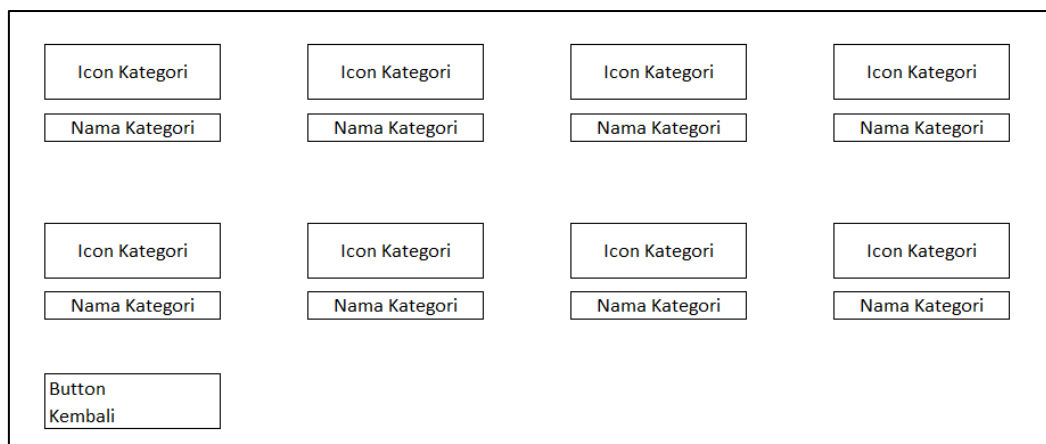 Icon Kategori Icon Kategori Icon Kategori Icon Kategori
Nama Kategori Nama Kategori Nama Kategori Nama Kategori
Icon Kategori Icon Kategori Icon Kategori Icon Kategori
Nama Kategori Nama Kategori Nama Kategori Nama Kategori
Button
Kembali